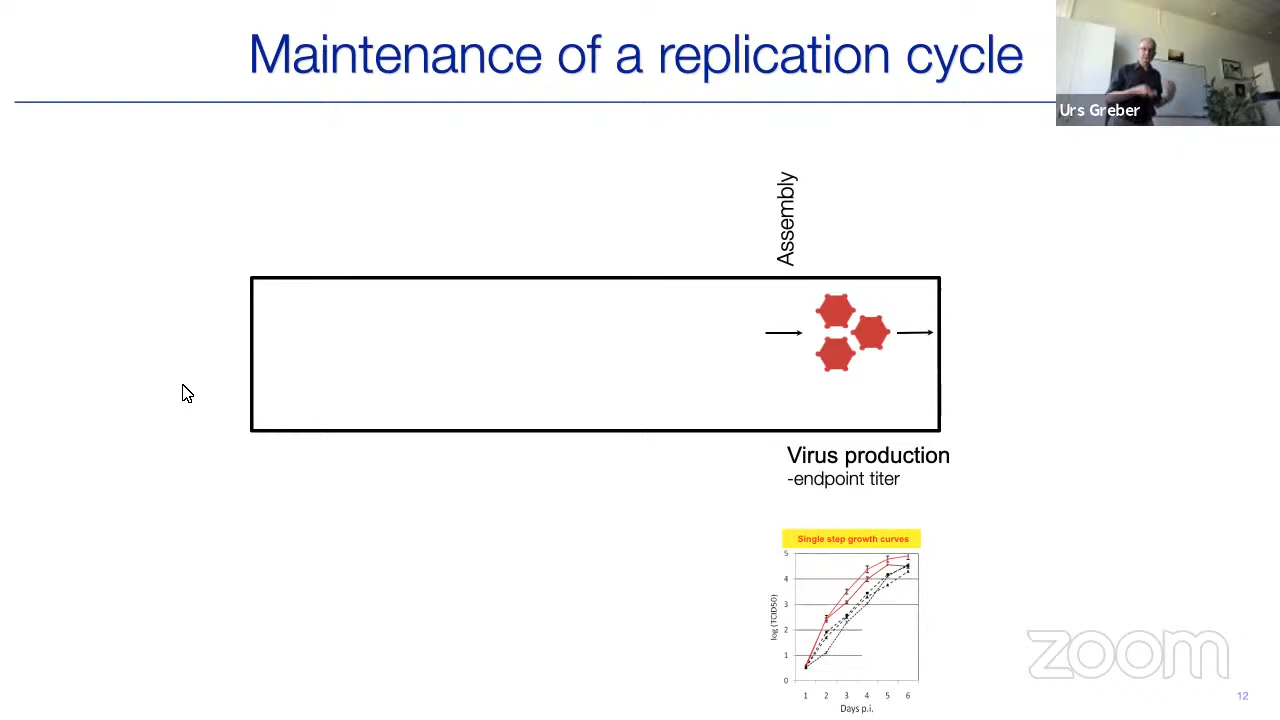 Maintenance of a replication cycle
Urs Greber
Assembly
Virus production
-endpoint titer
Single step growth curves
5
4
3
2
1
0
log (TCID50)
1 2 3 4 5 6
Days p.i.
zoom
12